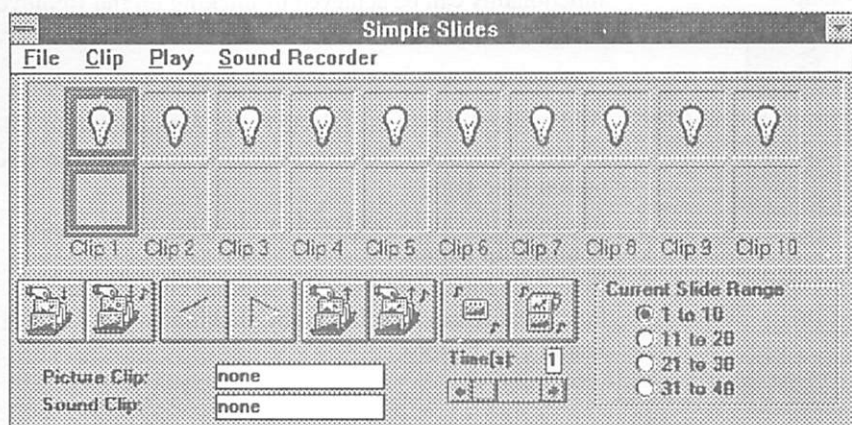 Simple Slides
File Clip Play Sound Recorder
Clip 1 Clip 2 Clip 3 Clip 4 Clip 5 Clip 6 Clip 7 Clip 8 Clip 9 Clip 10
Current Slide Range
1 to 10
11 to 20
21 to 30
31 to 40
Time(s): 1
Picture Clip: none
Sound Clip: none